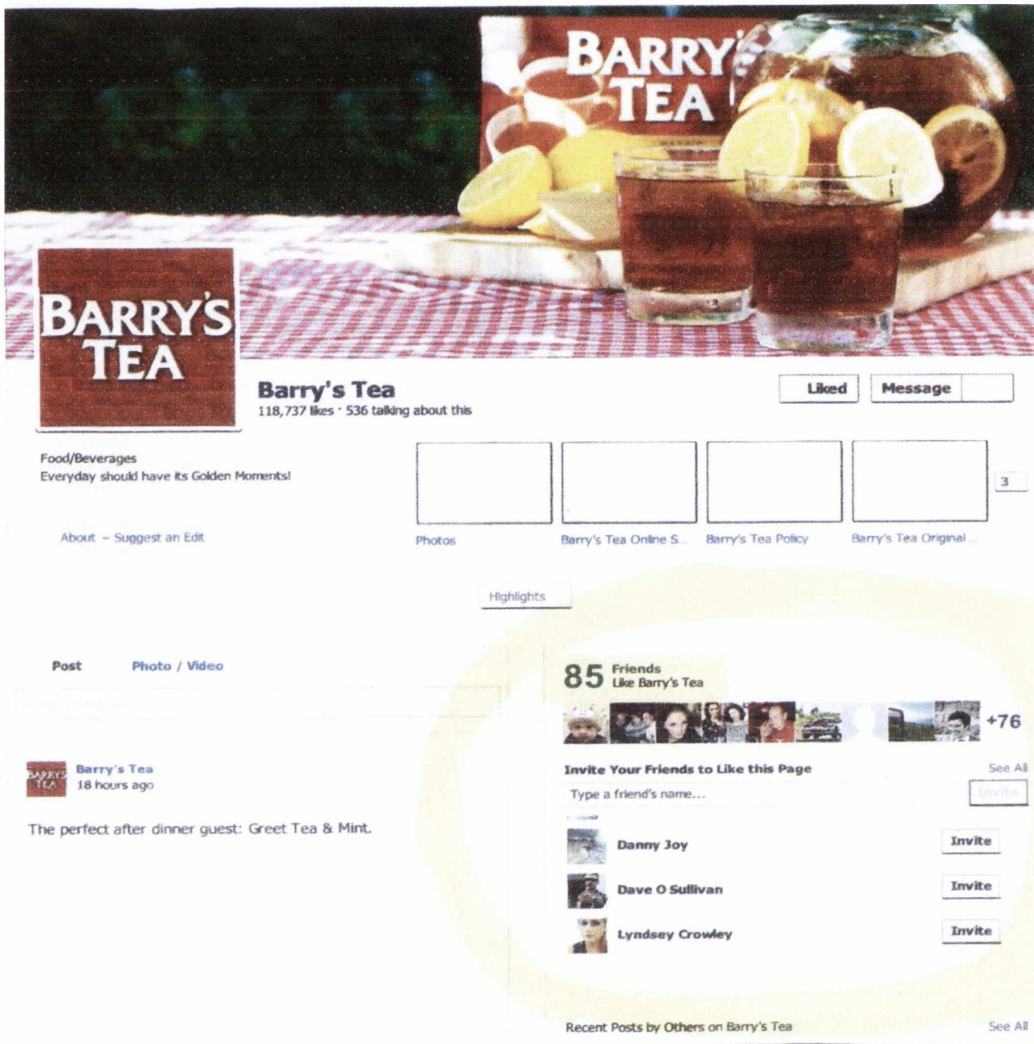 BARRY'S
TEA
BARRY'S
TEA
Barry's Tea
118,737 likes · 536 talking about this
Liked
Message
Food/Beverages
Everyday should have its Golden Moments!
3
About – Suggest an Edit
Photos
Barry's Tea Online S...
Barry's Tea Policy
Barry's Tea Original ...
Highlights
Post
Photo / Video
85 Friends
Like Barry's Tea
+76
BARRY'S
TEA
Barry's Tea
18 hours ago
The perfect after dinner guest: Greet Tea & Mint.
Invite Your Friends to Like this Page
See All
Type a friend's name...
Invite
Danny Joy
Invite
Dave O Sullivan
Invite
Lyndsey Crowley
Invite
Recent Posts by Others on Barry's Tea
See All